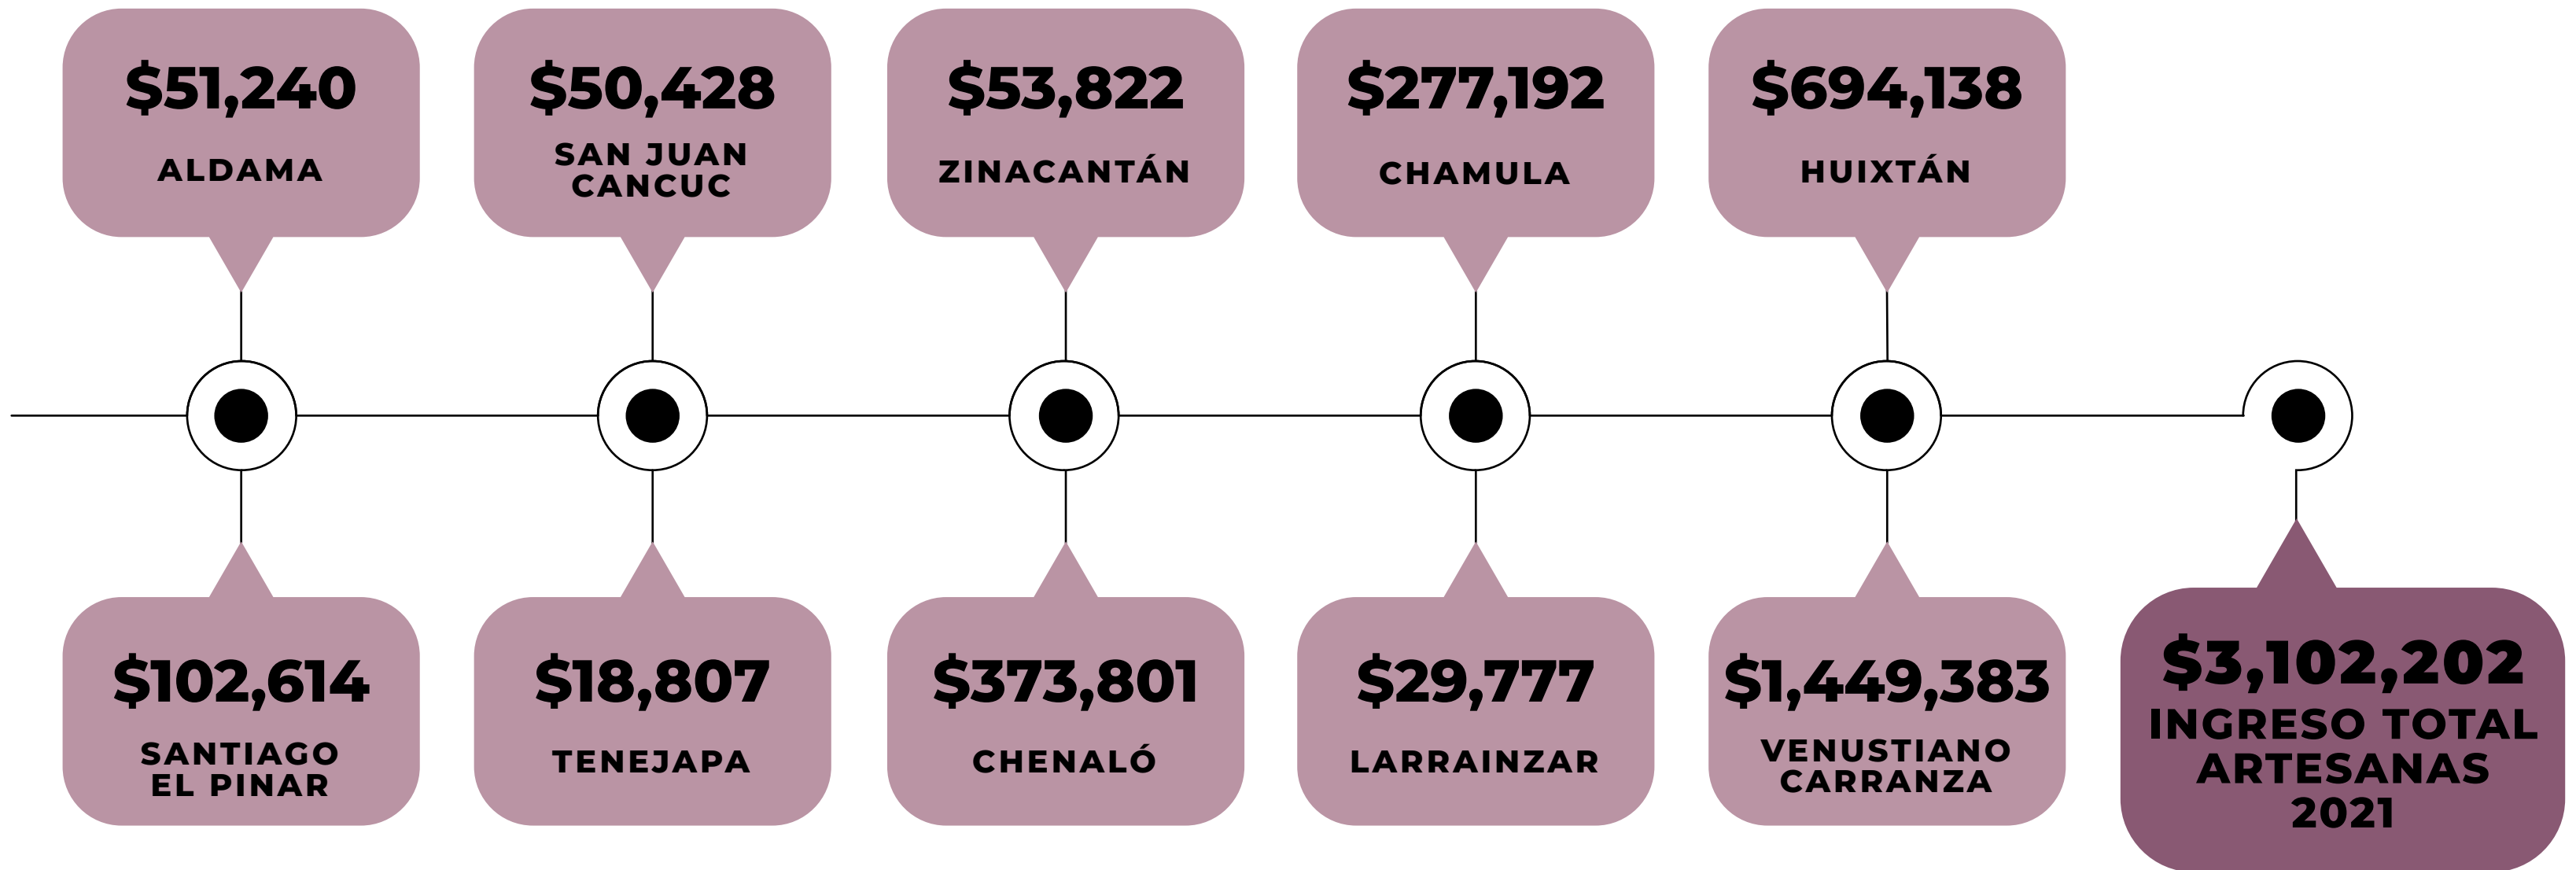 $51,240
ALDAMA
$50,428
SAN JUAN
CANCUC
$53,822
ZINACANTÁN
$277,192
CHAMULA
$694,138
HUIXTÁN
$102,614
SANTIAGO
EL PINAR
$18,807
TENEJAPA
$373,801
CHENALÓ
$29,777
LARRAINZAR
$1,449,383
VENUSTIANO
CARRANZA
$3,102,202
INGRESO TOTAL
ARTESANAS
2021